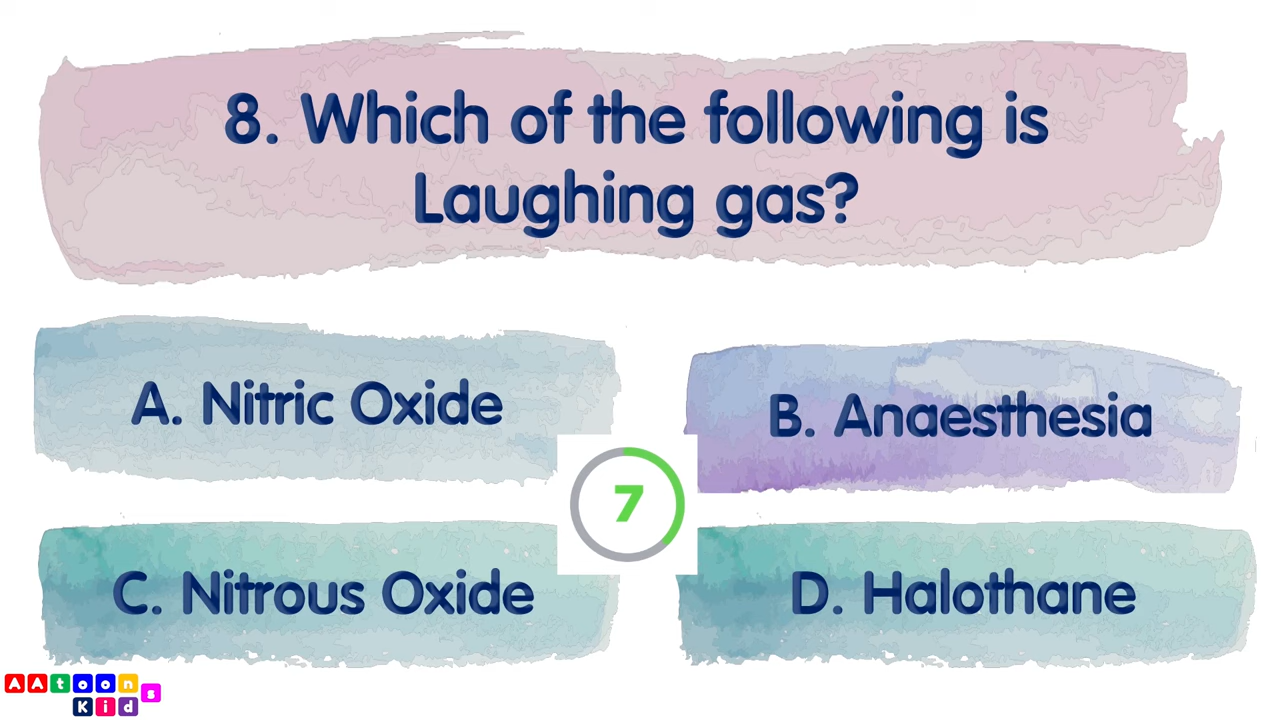 8. Which of the following is
Laughing gas?
A. Nitric Oxide
B. Anaesthesia
7
C. Nitrous Oxide
D. Halothane
AAtoons
Kid